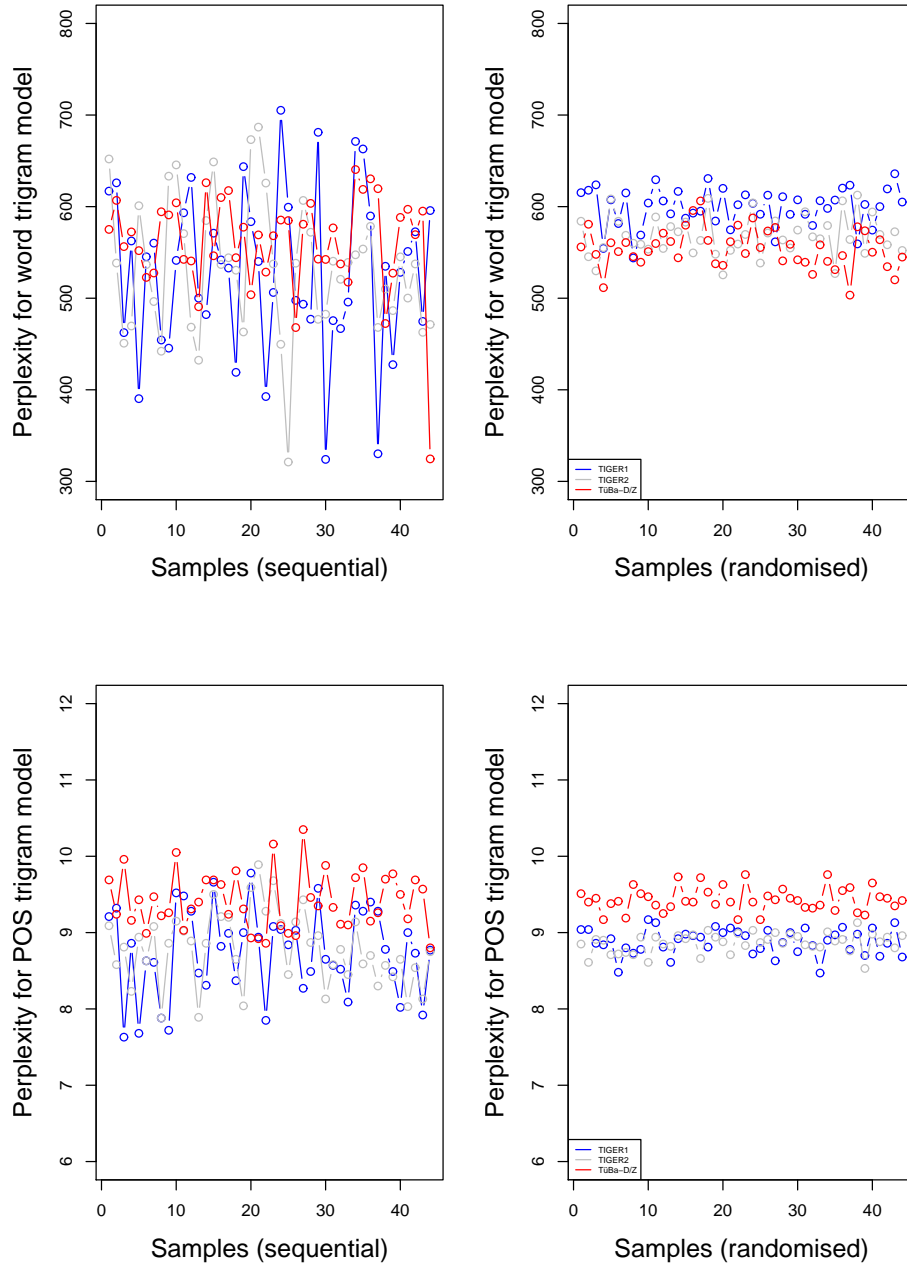 Perplexity for word trigram model
300 400 500 600 700 800
0 10 20 30 40
Samples (sequential)
Perplexity for word trigram model
300 400 500 600 700 800
TIGER1
TIGER2
TüBa−D/Z
0 10 20 30 40
Samples (randomised)
Perplexity for POS trigram model
6 7 8 9 10 11 12
0 10 20 30 40
Samples (sequential)
Perplexity for POS trigram model
6 7 8 9 10 11 12
TIGER1
TIGER2
TüBa−D/Z
0 10 20 30 40
Samples (randomised)